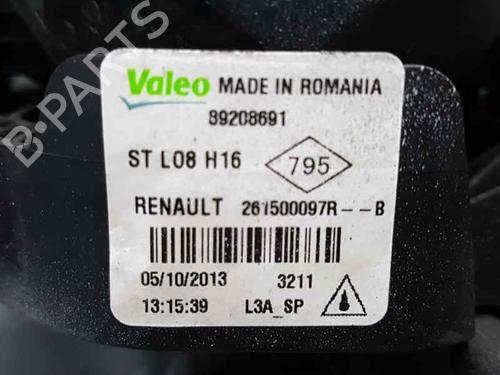 Valeo MADE IN ROMANIA
89208691
ST L08 H16 795
RENAULT 261500097R--B
05/10/2013 3211
13:15:39 L3A_SP
B-PARTS